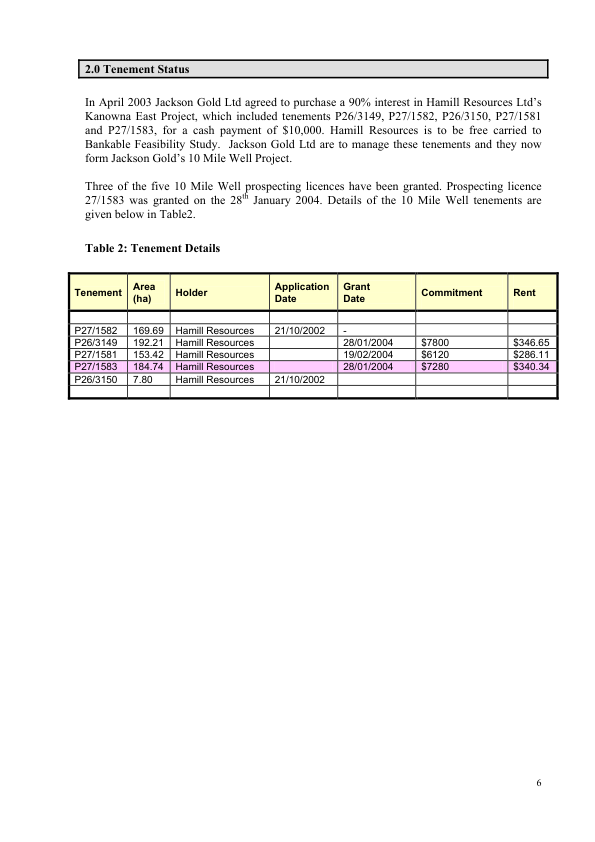 2.0 Tenement Status
In April 2003 Jackson Gold Ltd agreed to purchase a 90% interest in Hamill Resources Ltd's
Kanowna East Project, which included tenements P26/3149, P27/1582, P26/3150, P27/1581
and P27/1583, for a cash payment of $10,000. Hamill Resources is to be free carried to
Bankable Feasibility Study. Jackson Gold Ltd are to manage these tenements and they now
form Jackson Gold's 10 Mile Well Project.
Three of the five 10 Mile Well prospecting licences have been granted. Prospecting licence
27/1583 was granted on the 28th January 2004. Details of the 10 Mile Well tenements are
given below in Table2.
Table 2: Tenement Details
Tenement Area (ha) Holder Application Date Grant Date Commitment Rent
P27/1582 169.69 Hamill Resources 21/10/2002 -
P26/3149 192.21 Hamill Resources 28/01/2004 $7800 $346.65
P27/1581 153.42 Hamill Resources 19/02/2004 $6120 $286.11
P27/1583 184.74 Hamill Resources 28/01/2004 $7280 $340.34
P26/3150 7.80 Hamill Resources 21/10/2002
6